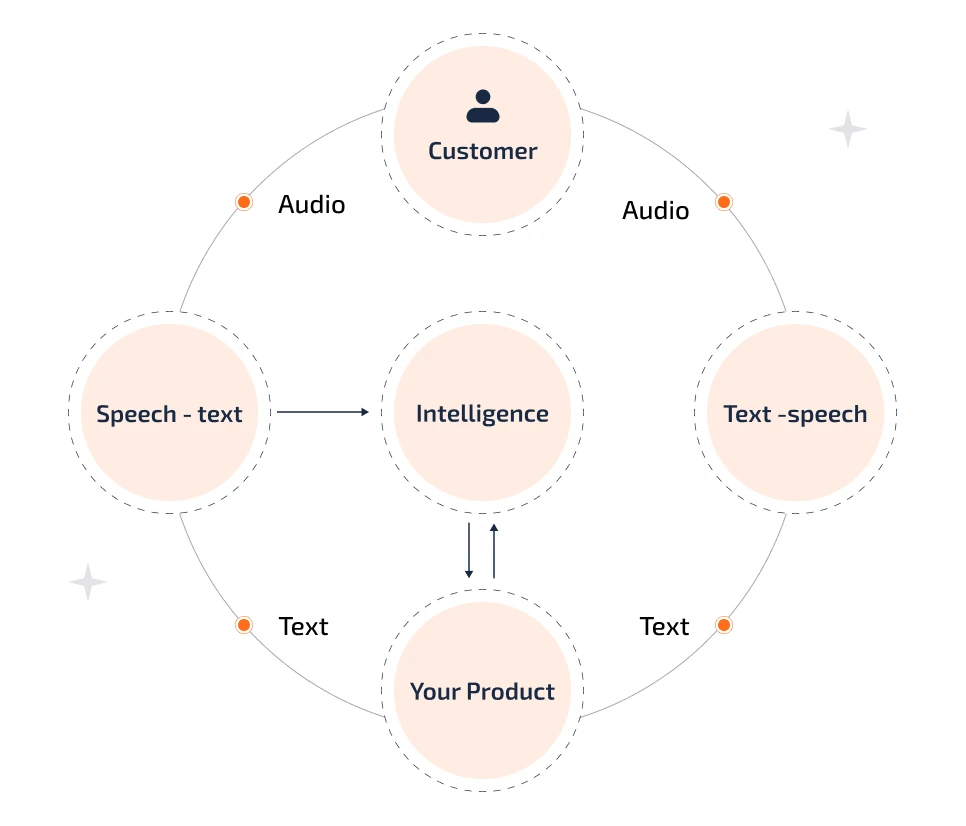 Customer
Audio
Audio
Speech - text
Intelligence
Text -speech
Text
Text
Your Product